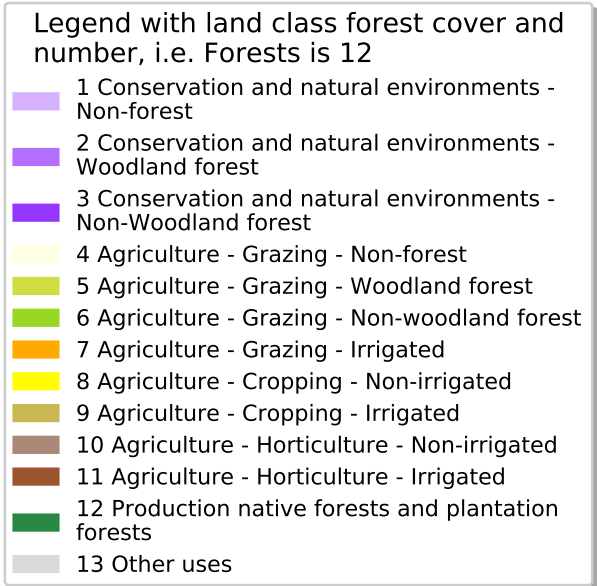 Legend with land class forest cover and
number, i.e. Forests is 12
1 Conservation and natural environments -
Non-forest
2 Conservation and natural environments -
Woodland forest
3 Conservation and natural environments -
Non-Woodland forest
4 Agriculture - Grazing - Non-forest
5 Agriculture - Grazing - Woodland forest
6 Agriculture - Grazing - Non-woodland forest
7 Agriculture - Grazing - Irrigated
8 Agriculture - Cropping - Non-irrigated
9 Agriculture - Cropping - Irrigated
10 Agriculture - Horticulture - Non-irrigated
11 Agriculture - Horticulture - Irrigated
12 Production native forests and plantation
forests
13 Other uses